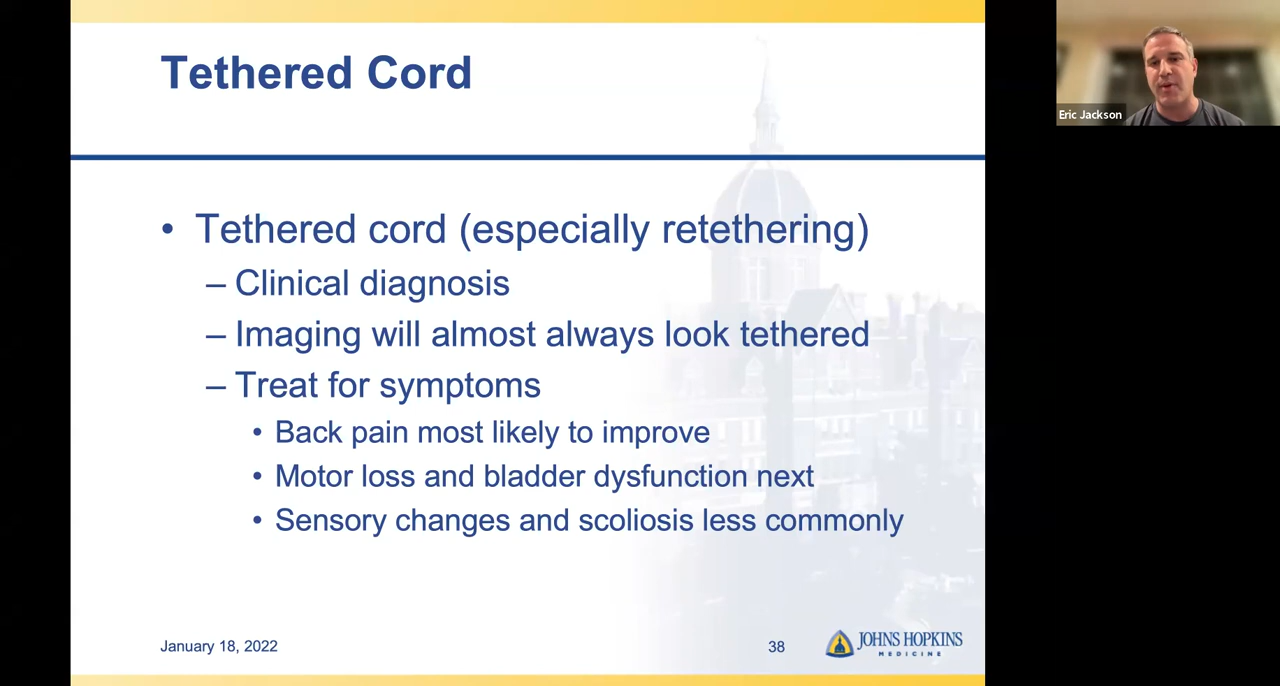 Tethered Cord
Eric Jackson
• Tethered cord (especially retethering)
– Clinical diagnosis
– Imaging will almost always look tethered
– Treat for symptoms
• Back pain most likely to improve
• Motor loss and bladder dysfunction next
• Sensory changes and scoliosis less commonly
January 18, 2022
38
JOHNS HOPKINS
MEDICINE